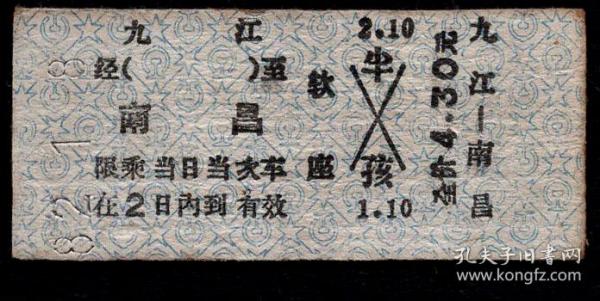 九 江
经( )至
南 昌
限乘当日当次车
在2日内到有效
软座
2.10
半
孩
1.10
全价4.30元
九江—南昌
孔夫子旧书网
www.kongfz.com